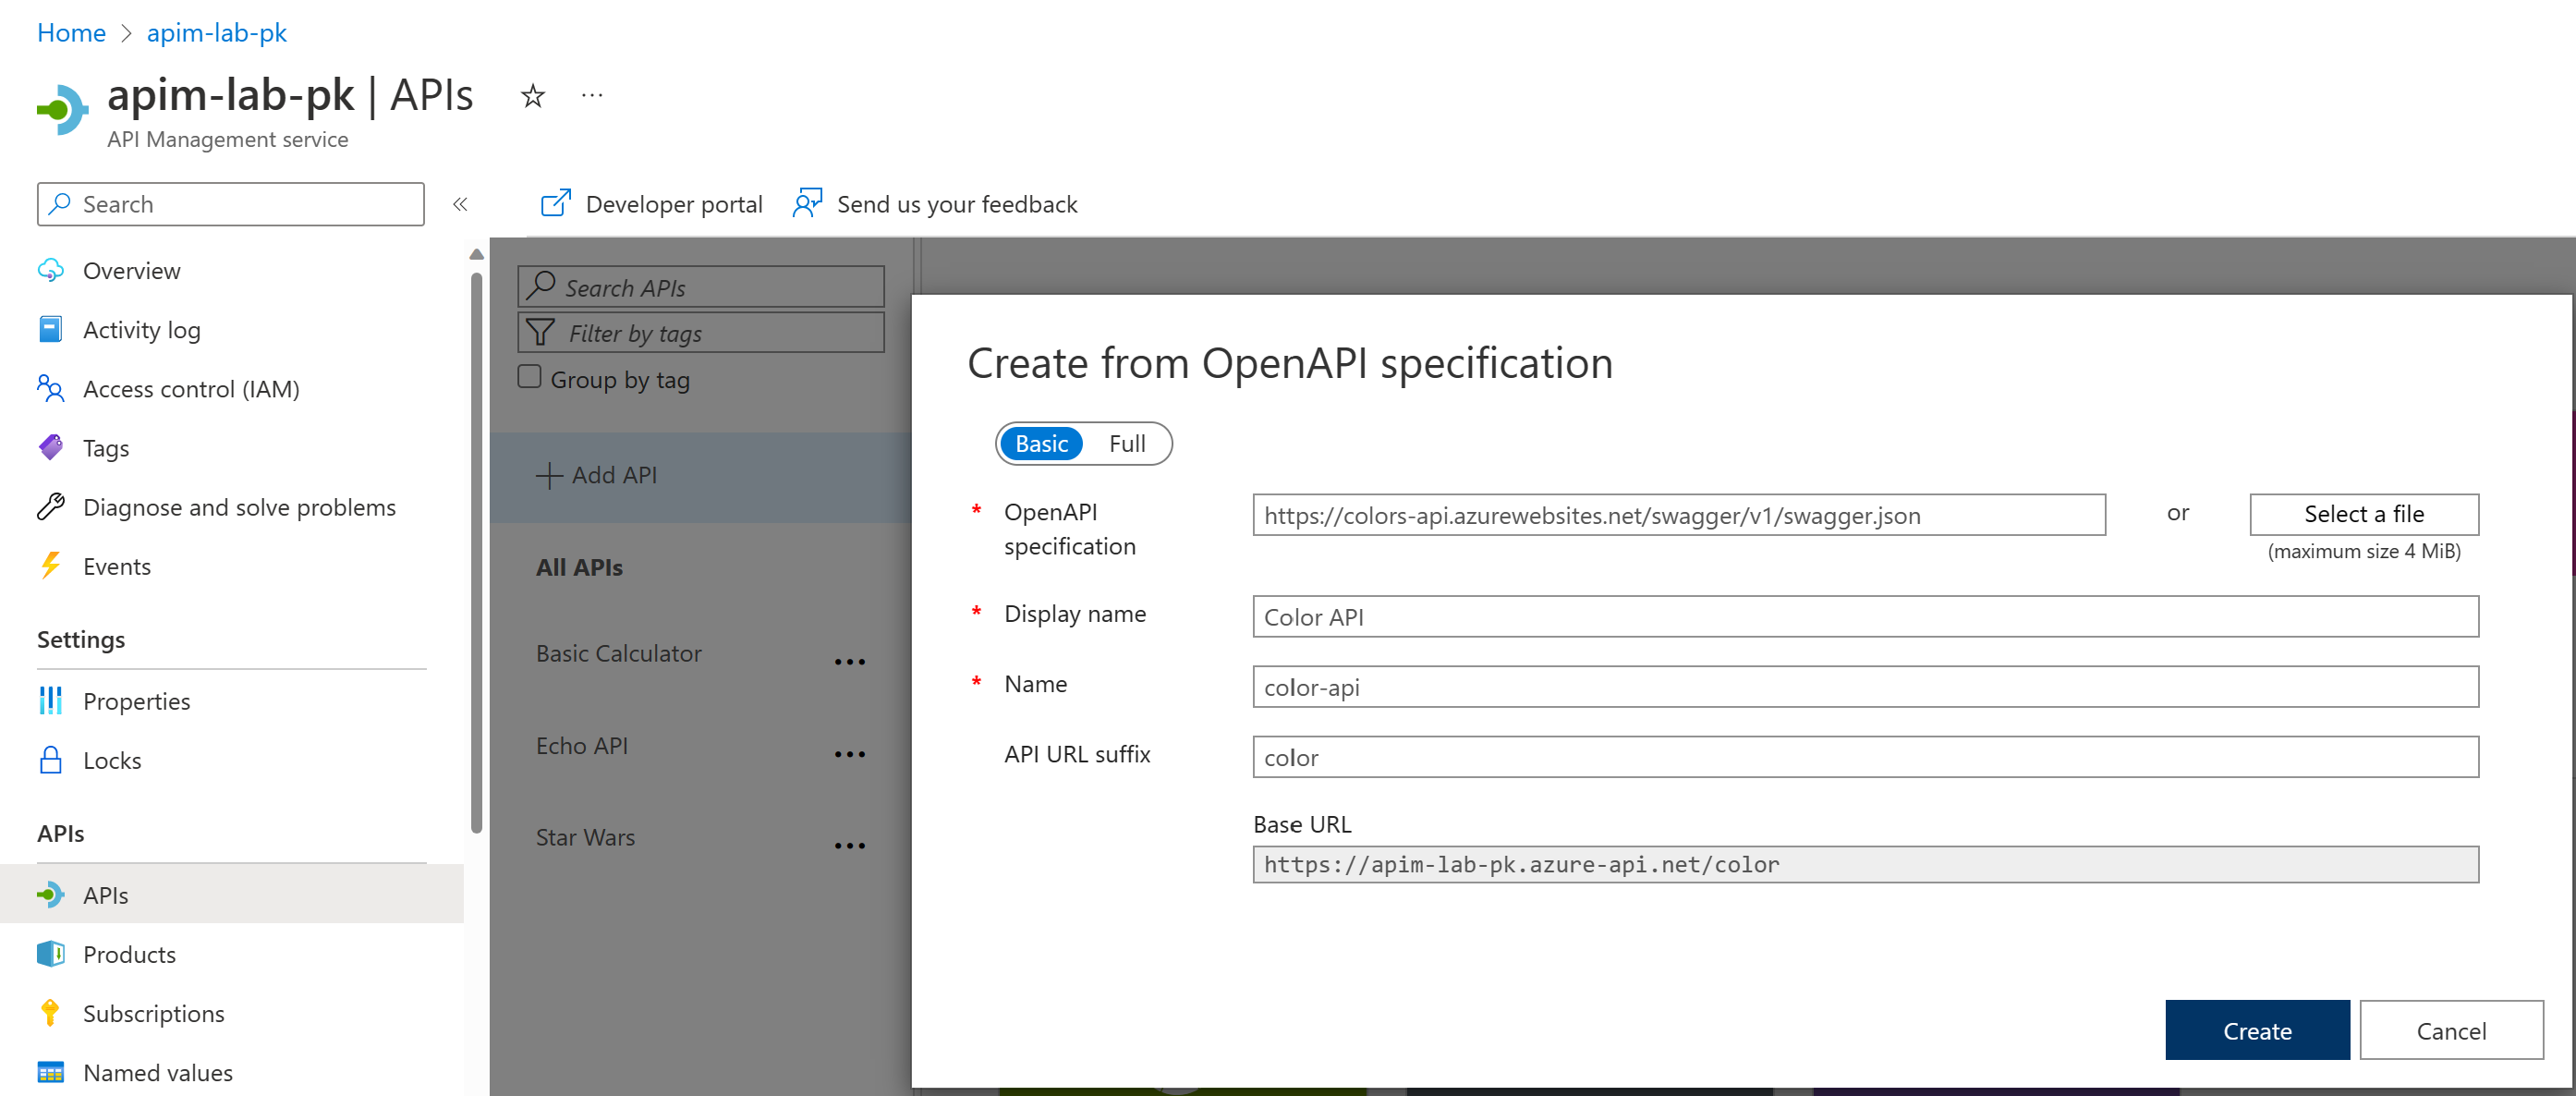 Home > apim-lab-pk
apim-lab-pk | APIs
API Management service
Search
Developer portal
Send us your feedback
Overview
Activity log
Access control (IAM)
Tags
Diagnose and solve problems
Events
Settings
Properties
Locks
APIs
APIs
Products
Subscriptions
Named values
Search APIs
Filter by tags
Group by tag
Add API
All APIs
Basic Calculator
Echo API
Star Wars
Create from OpenAPI specification
Basic Full
* OpenAPI specification
https://colors-api.azurewebsites.net/swagger/v1/swagger.json
or
Select a file
(maximum size 4 MiB)
* Display name
Color API
* Name
color-api
API URL suffix
color
Base URL
https://apim-lab-pk.azure-api.net/color
Create
Cancel